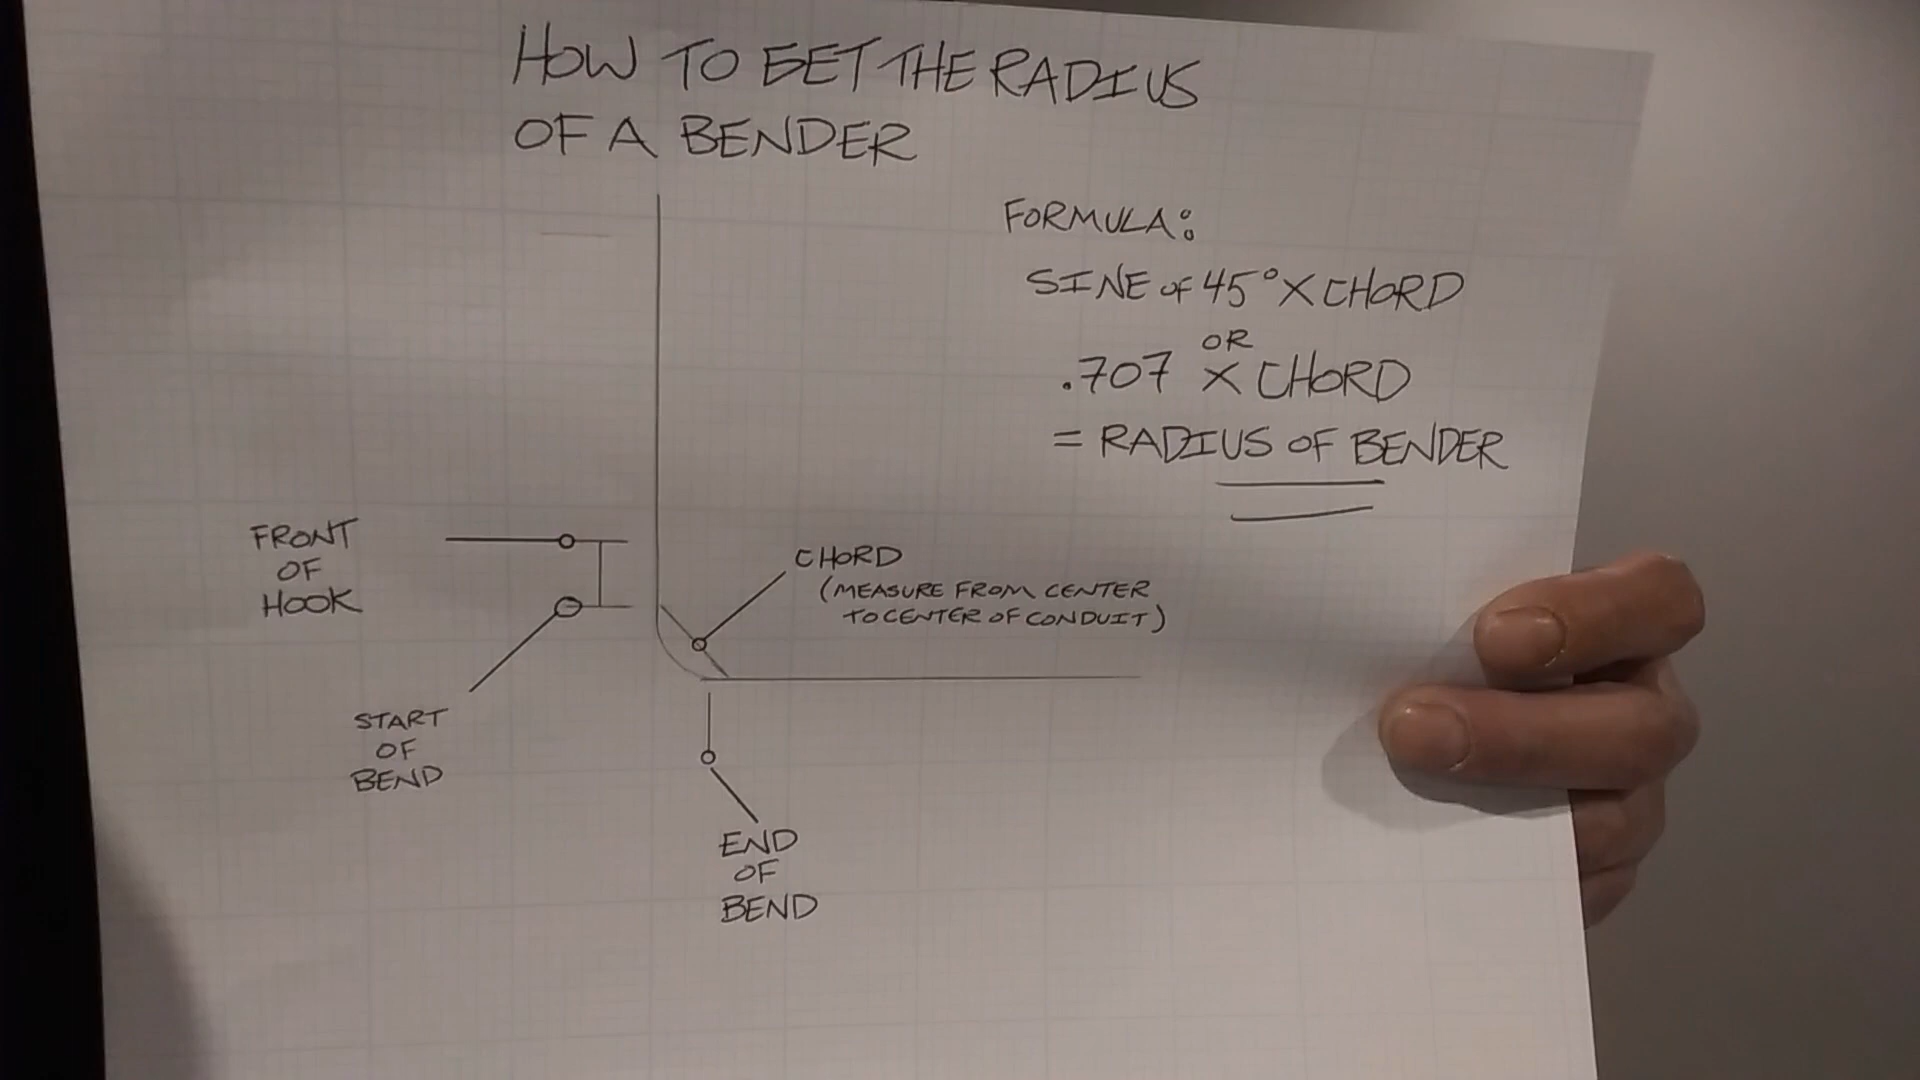 HOW TO GET THE RADIUS
OF A BENDER
FORMULA:
SINE OF 45° X CHORD
OR
.707 X CHORD
= RADIUS OF BENDER
FRONT
OF
HOOK
CHORD
(MEASURE FROM CENTER
TO CENTER OF CONDUIT)
START
OF
BEND
END
OF
BEND